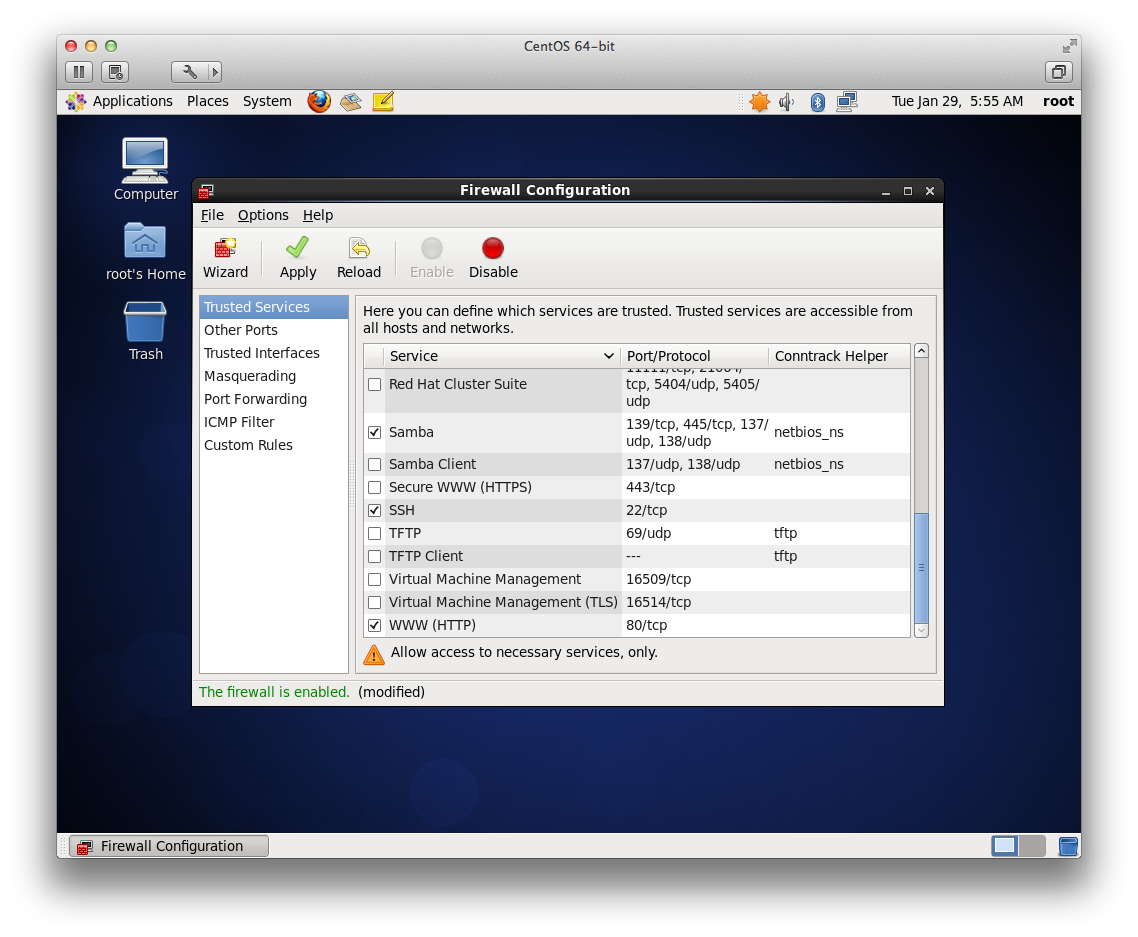 CentOS 64-bit
Applications Places System Tue Jan 29, 5:55 AM root
Computer
root's Home
Trash
Firewall Configuration
File Options Help
Wizard Apply Reload Enable Disable
Trusted Services
Other Ports
Trusted Interfaces
Masquerading
Port Forwarding
ICMP Filter
Custom Rules
Here you can define which services are trusted. Trusted services are accessible from
all hosts and networks.
Service Port/Protocol Conntrack Helper
11111/tcp, 21064/
Red Hat Cluster Suite tcp, 5404/udp, 5405/
udp
Samba 139/tcp, 445/tcp, 137/ netbios_ns
udp, 138/udp
Samba Client 137/udp, 138/udp netbios_ns
Secure WWW (HTTPS) 443/tcp
SSH 22/tcp
TFTP 69/udp tftp
TFTP Client --- tftp
Virtual Machine Management 16509/tcp
Virtual Machine Management (TLS) 16514/tcp
WWW (HTTP) 80/tcp
Allow access to necessary services, only.
The firewall is enabled. (modified)
Firewall Configuration